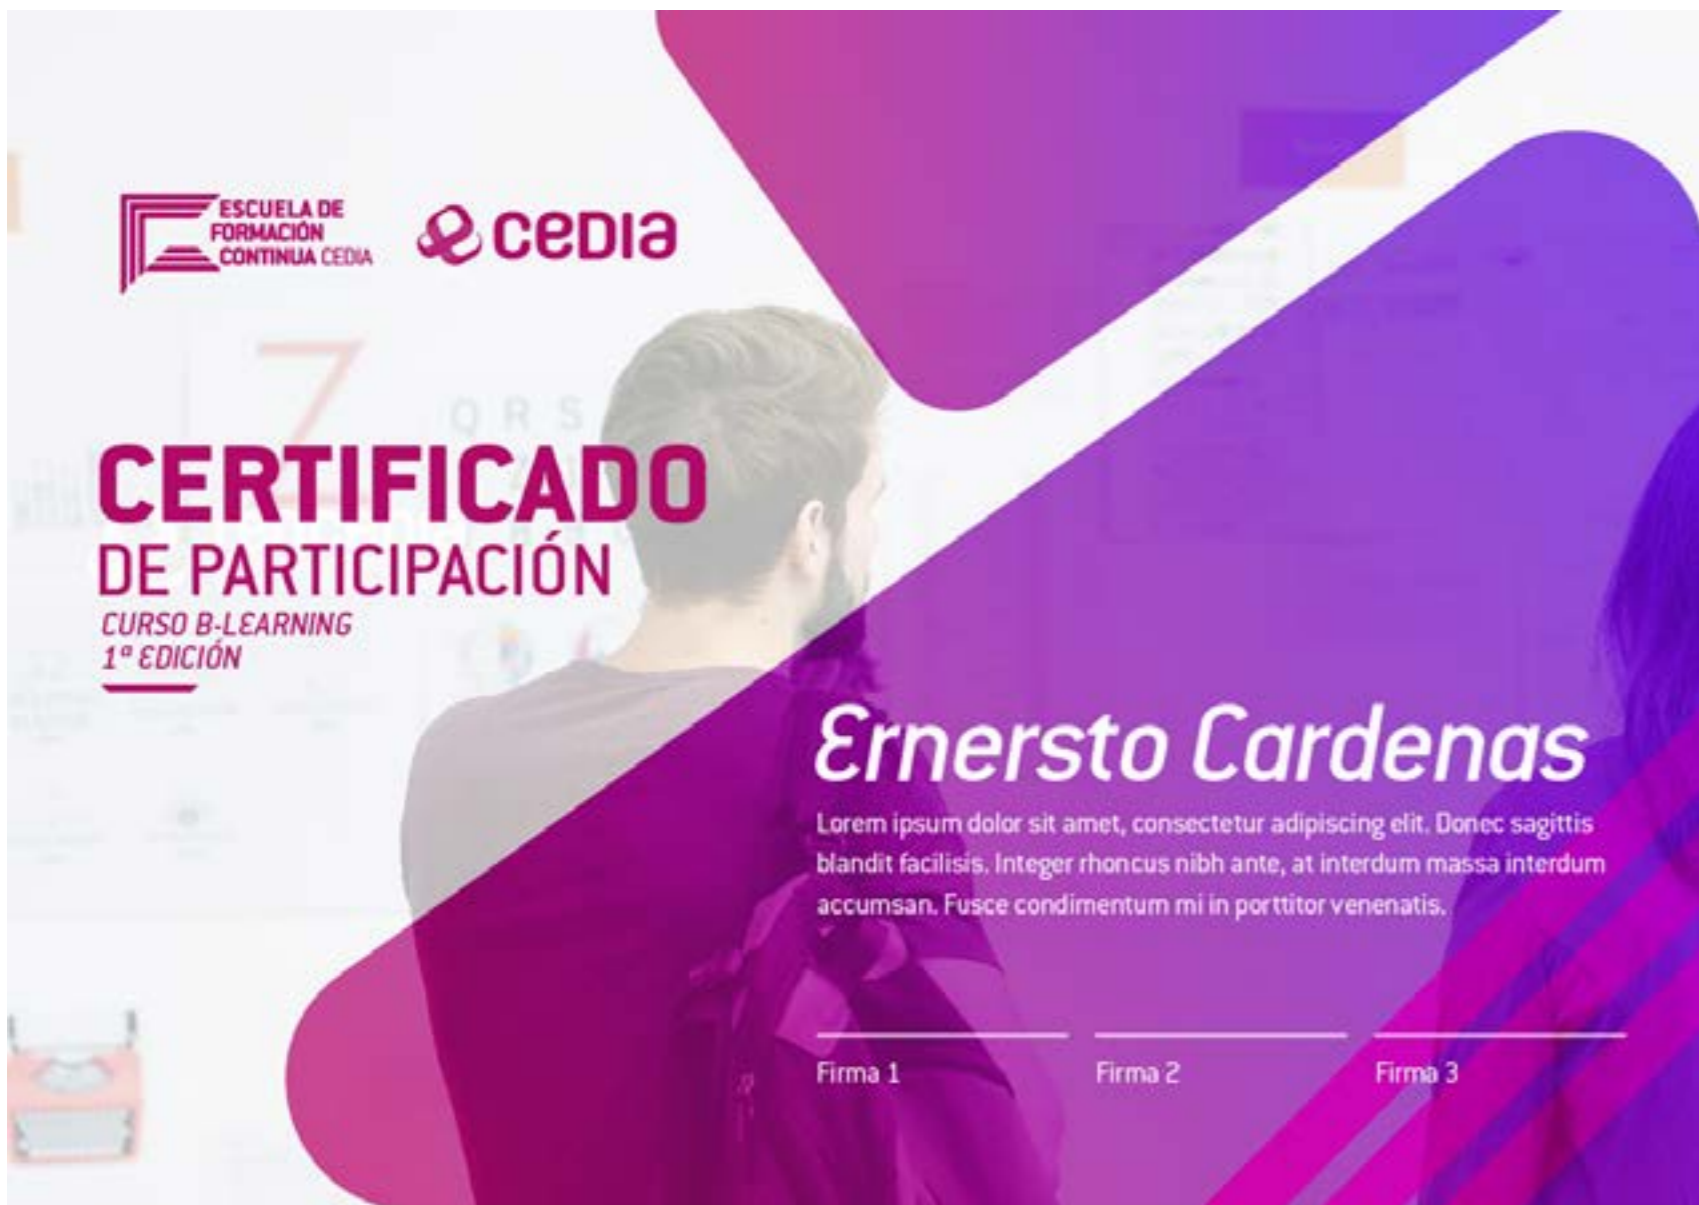 ESCUELA DE
FORMACIÓN
CONTINUA CEDIA
CEDIA
Z
QRS
CERTIFICADO
DE PARTICIPACIÓN
CURSO B-LEARNING
1ª EDICIÓN
Ernersto Cardenas
Lorem ipsum dolor sit amet, consectetur adipiscing elit. Donec sagittis
blandit facilisis. Integer rhoncus nibh ante, at interdum massa interdum
accumsan. Fusce condimentum mi in porttitor venenatis.
Firma 1
Firma 2
Firma 3